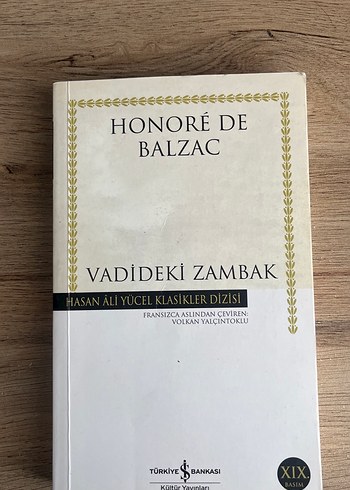 HONORÉ DE
BALZAC
VADİDEKİ ZAMBAK
HASAN ÂLİ YÜCEL KLASİKLER DİZİSİ
FRANSIZCA ASLINDAN ÇEVİREN:
VOLKAN YALÇINTOKLU
XIX.
BASIM
TÜRKİYE İŞ BANKASI
Kültür Yayınları